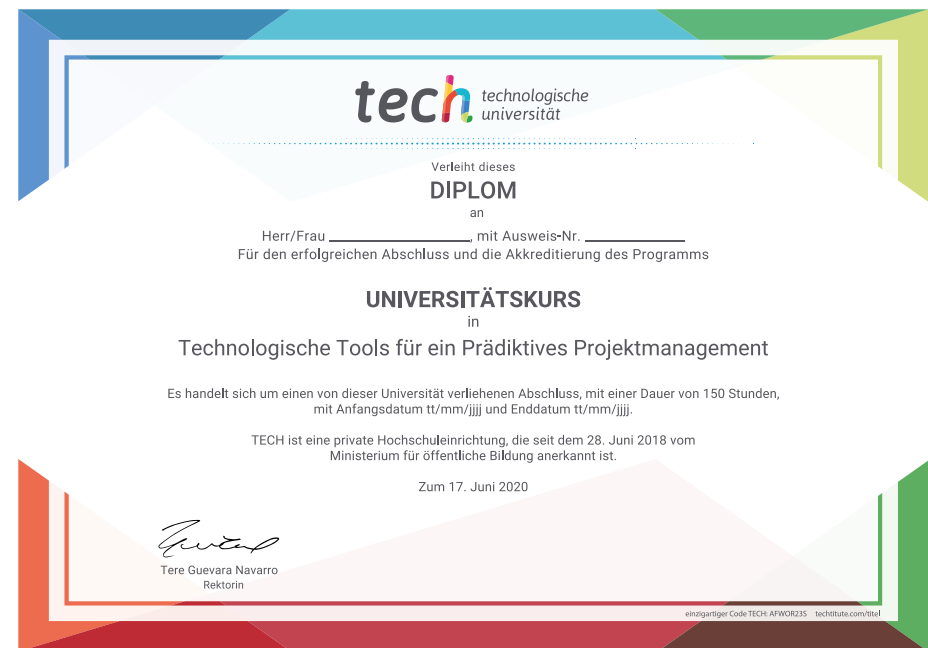 tech technologische
universität
Verleiht dieses
DIPLOM
an
Herr/Frau ____________________, mit Ausweis-Nr. ______________
Für den erfolgreichen Abschluss und die Akkreditierung des Programms
UNIVERSITÄTSKURS
in
Technologische Tools für ein Prädiktives Projektmanagement
Es handelt sich um einen von dieser Universität verliehenen Abschluss, mit einer Dauer von 150 Stunden,
mit Anfangsdatum tt/mm/jjjj und Enddatum tt/mm/jjjj.
TECH ist eine private Hochschuleinrichtung, die seit dem 28. Juni 2018 vom
Ministerium für öffentliche Bildung anerkannt ist.
Zum 17. Juni 2020
Tere Guevara Navarro
Rektorin
einzigartiger Code TECH: AFWOR23S techtitute.com/titel